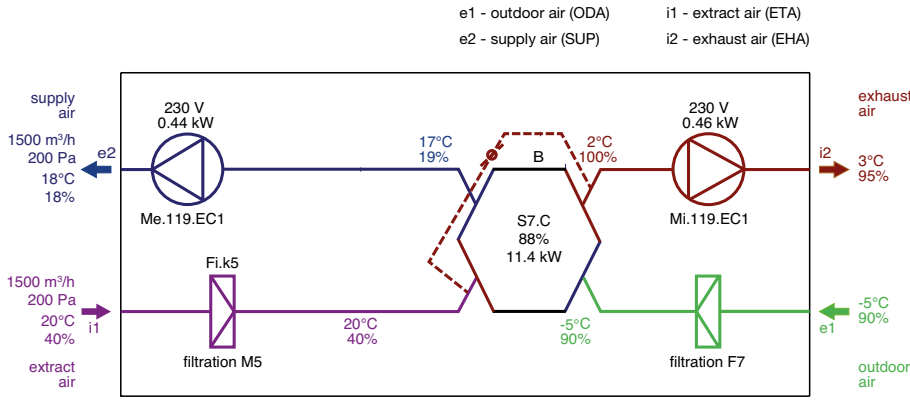 e1 - outdoor air (ODA)
i1 - extract air (ETA)
e2 - supply air (SUP)
i2 - exhaust air (EHA)
supply
air
1500 m³/h
200 Pa
e2
18°C
18%
230 V
0.44 kW
Me.119.EC1
17°C
19%
B
2°C
100%
230 V
0.46 kW
Mi.119.EC1
exhaust
air
i2
3°C
95%
S7.C
88%
11.4 kW
1500 m³/h
200 Pa
i1
20°C
40%
extract
air
Fi.k5
filtration M5
20°C
40%
-5°C
90%
filtration F7
e1
-5°C
90%
outdoor
air